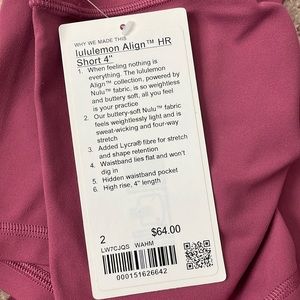 WHY WE MADE THIS
lululemon Align™ HR
Short 4"
1. When feeling nothing is
everything. The lululemon
Align™ collection, powered by
Nulu™ fabric, is so weightless
and buttery soft, all you feel
is your practice
2. Our buttery-soft Nulu™ fabric
feels weightlessly light and is
sweat-wicking and four-way
stretch
3. Added Lycra® fibre for stretch
and shape retention
4. Waistband lies flat and won't
dig in
5. Hidden waistband pocket
6. High rise, 4" length
2 $64.00
LW7CJQS WAHM
000151626642